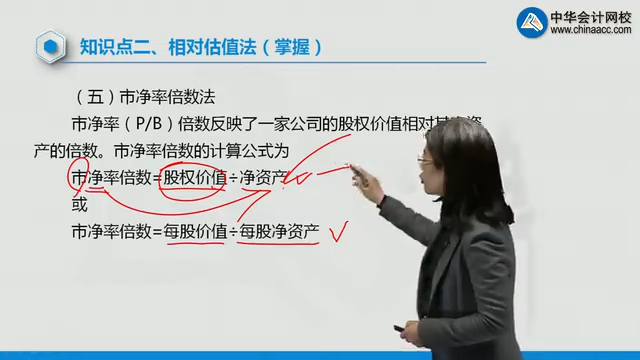 中华会计网校
www.chinaacc.com
知识点二、相对估值法（掌握）
（五）市净率倍数法
市净率（P/B）倍数反映了一家公司的股权价值相对其净资
产的倍数。市净率倍数的计算公式为
市净率倍数=股权价值÷净资产
或
市净率倍数=每股价值÷每股净资产